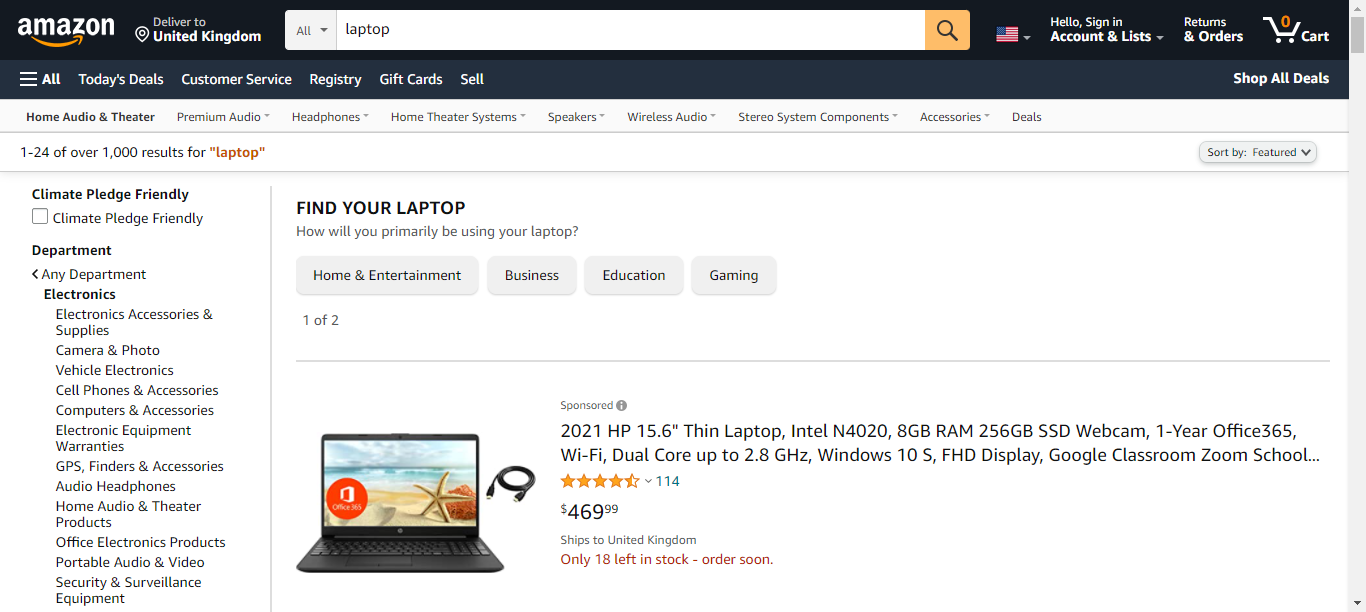 amazon
Deliver to
United Kingdom
All
laptop
Hello, Sign in
Account & Lists
Returns
& Orders
0
Cart
All
Today's Deals
Customer Service
Registry
Gift Cards
Sell
Shop All Deals
Home Audio & Theater
Premium Audio
Headphones
Home Theater Systems
Speakers
Wireless Audio
Stereo System Components
Accessories
Deals
1-24 of over 1,000 results for "laptop"
Sort by: Featured
Climate Pledge Friendly
Climate Pledge Friendly
Department
Any Department
Electronics
Electronics Accessories &
Supplies
Camera & Photo
Vehicle Electronics
Cell Phones & Accessories
Computers & Accessories
Electronic Equipment
Warranties
GPS, Finders & Accessories
Audio Headphones
Home Audio & Theater
Products
Office Electronics Products
Portable Audio & Video
Security & Surveillance
Equipment
FIND YOUR LAPTOP
How will you primarily be using your laptop?
Home & Entertainment
Business
Education
Gaming
1 of 2
Office365
Sponsored
2021 HP 15.6" Thin Laptop, Intel N4020, 8GB RAM 256GB SSD Webcam, 1-Year Office365,
Wi-Fi, Dual Core up to 2.8 GHz, Windows 10 S, FHD Display, Google Classroom Zoom School...
114
$46999
Ships to United Kingdom
Only 18 left in stock - order soon.